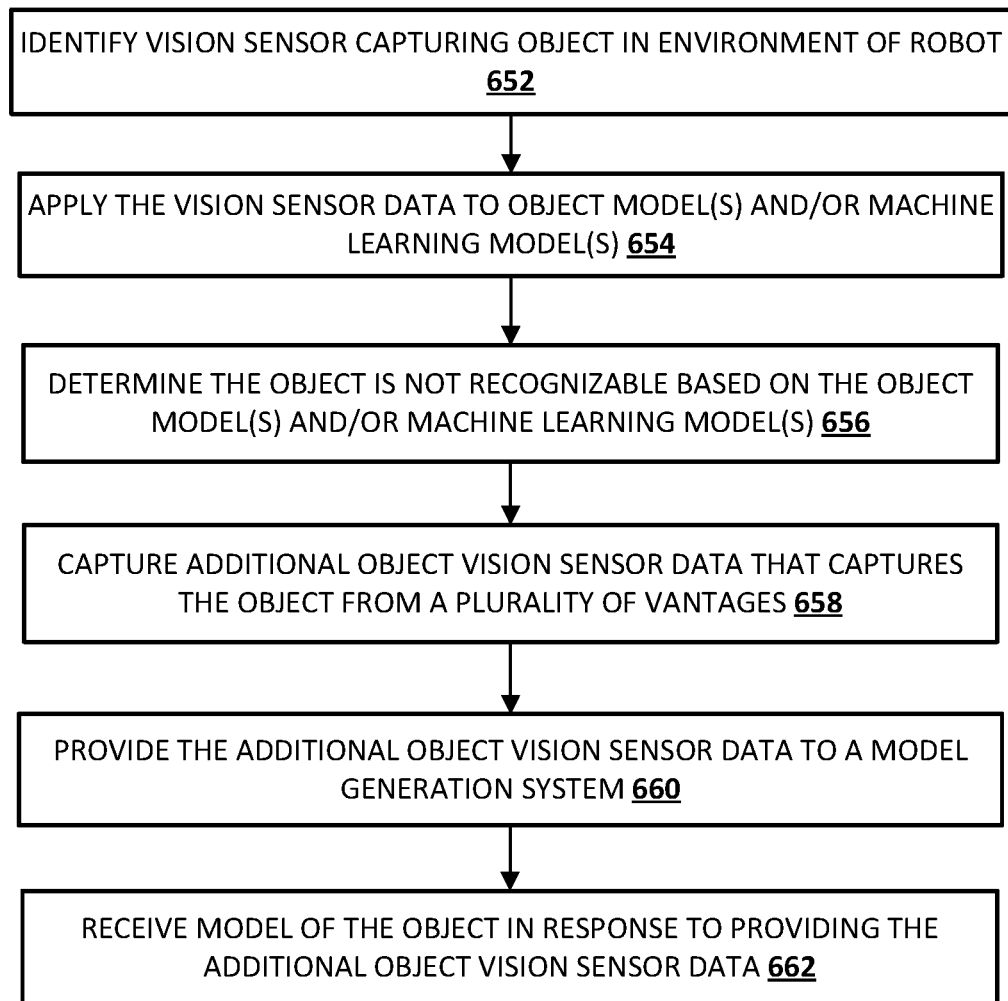 IDENTIFY VISION SENSOR CAPTURING OBJECT IN ENVIRONMENT OF ROBOT
652
APPLY THE VISION SENSOR DATA TO OBJECT MODEL(S) AND/OR MACHINE
LEARNING MODEL(S) 654
DETERMINE THE OBJECT IS NOT RECOGNIZABLE BASED ON THE OBJECT
MODEL(S) AND/OR MACHINE LEARNING MODEL(S) 656
CAPTURE ADDITIONAL OBJECT VISION SENSOR DATA THAT CAPTURES
THE OBJECT FROM A PLURALITY OF VANTAGES 658
PROVIDE THE ADDITIONAL OBJECT VISION SENSOR DATA TO A MODEL
GENERATION SYSTEM 660
RECEIVE MODEL OF THE OBJECT IN RESPONSE TO PROVIDING THE
ADDITIONAL OBJECT VISION SENSOR DATA 662